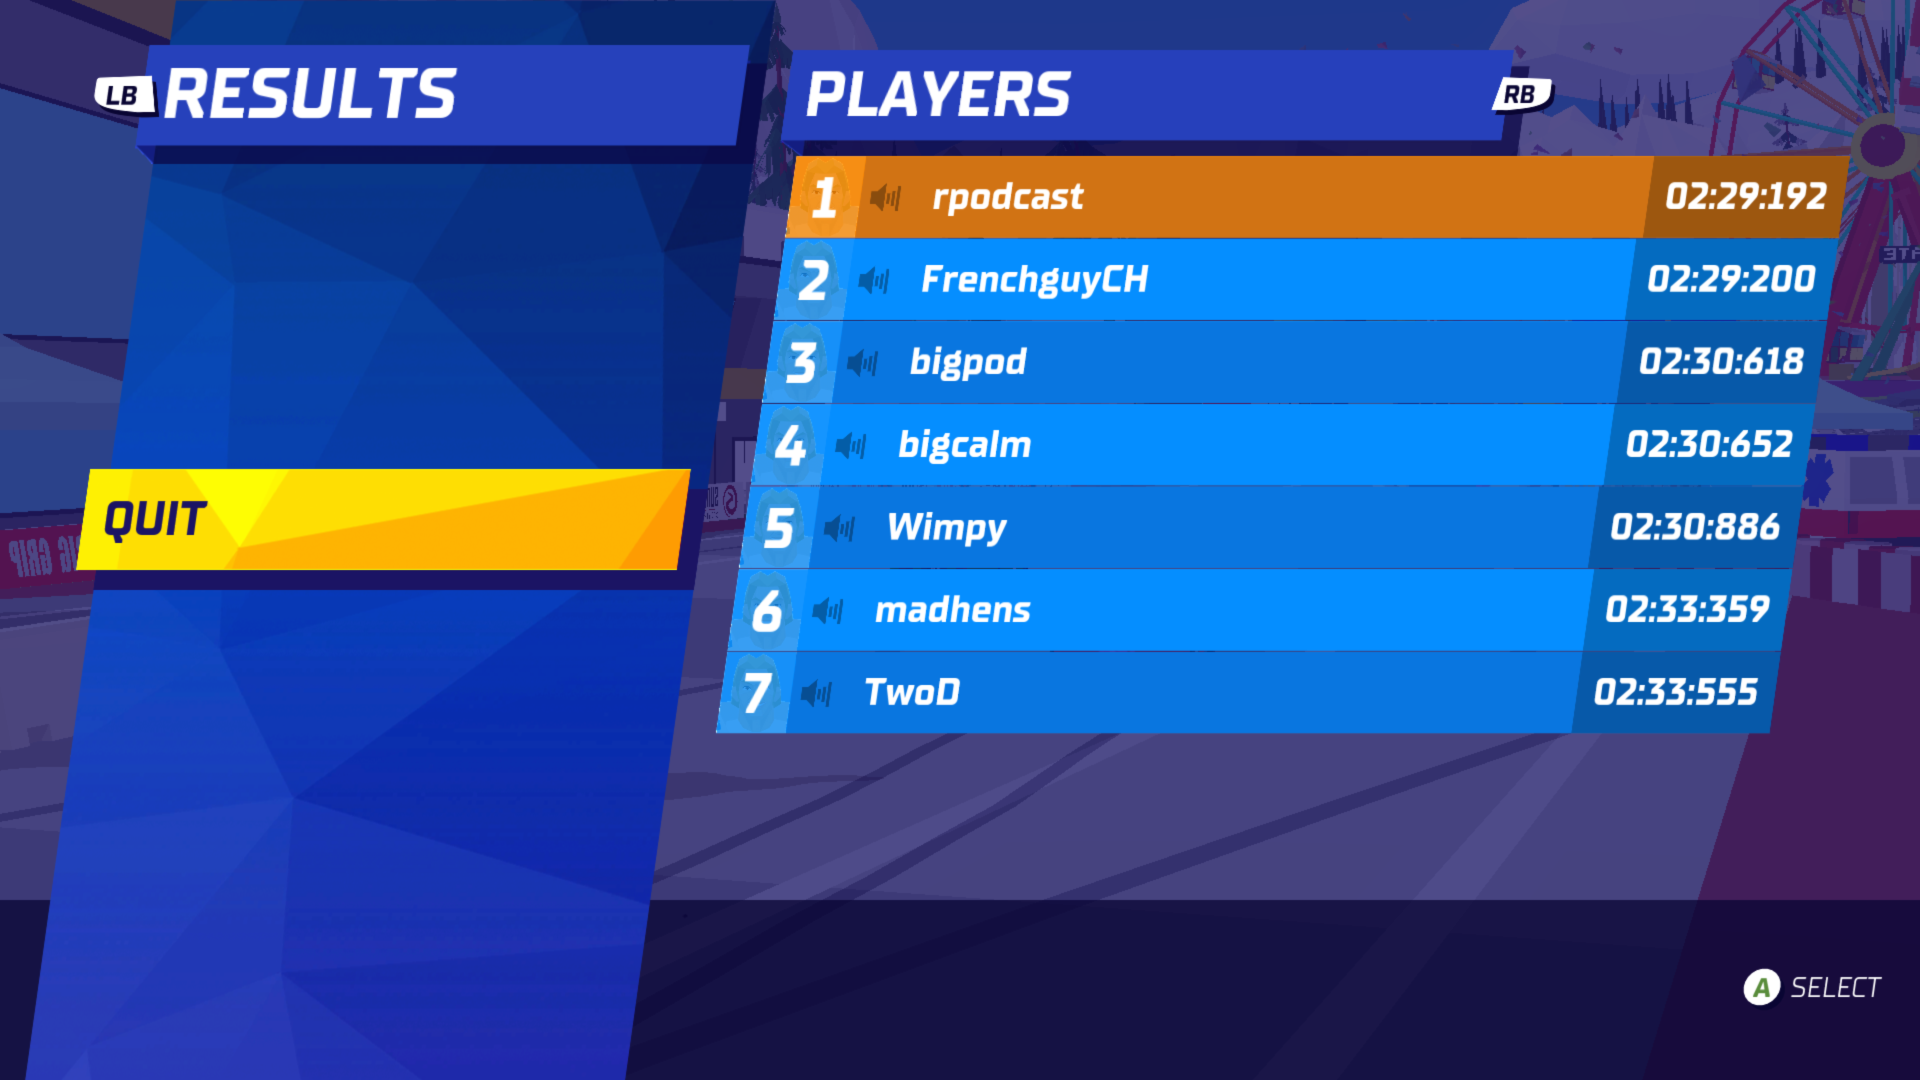 LB RESULTS
PLAYERS RB
1 rpodcast 02:29:192
2 FrenchguyCH 02:29:200
3 bigpod 02:30:618
4 bigcalm 02:30:652
5 Wimpy 02:30:886
6 madhens 02:33:359
7 TwoD 02:33:555
QUIT
A SELECT